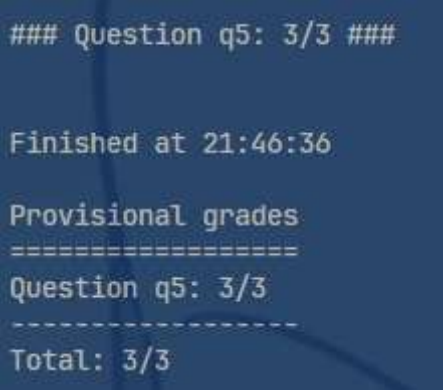 ### Question q5: 3/3 ###
Finished at 21:46:36
Provisional grades
==================
Question q5: 3/3
------------------
Total: 3/3